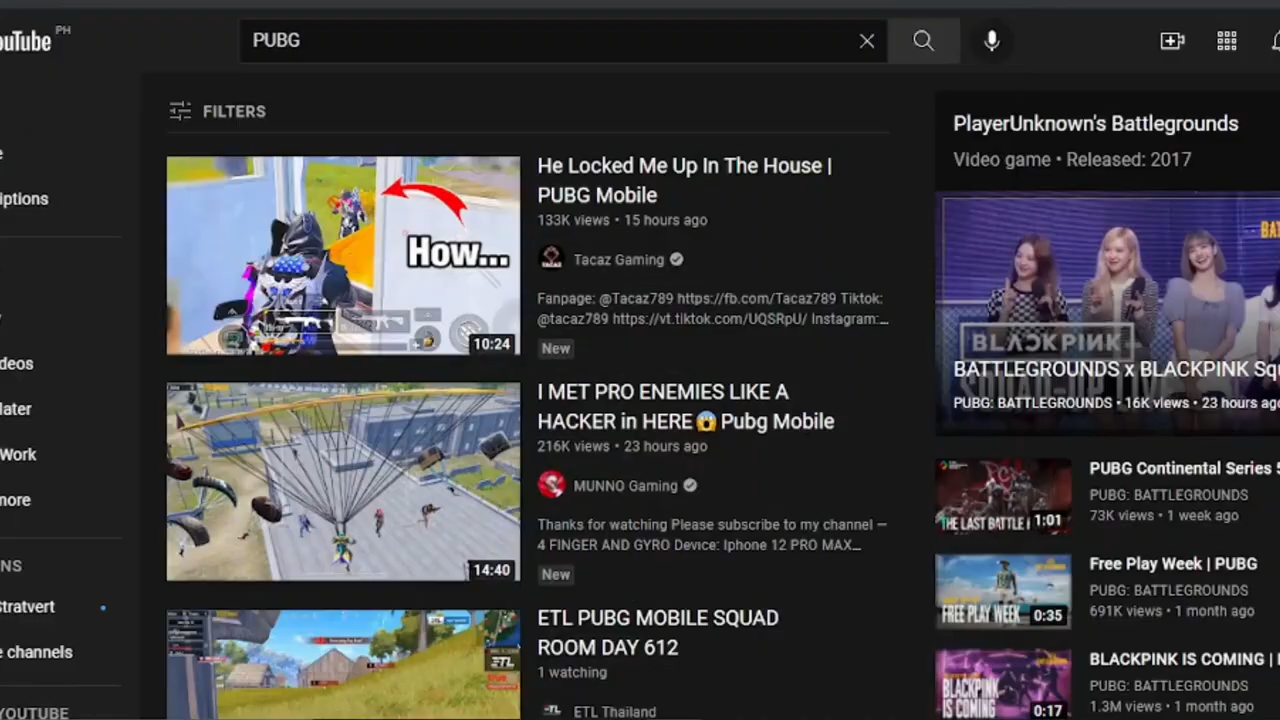 ouTube PH
PUBG
FILTERS
e
iptions
deos
later
Work
more
NS
Stratvert
e channels
YOUTUBE
How...
10:24
He Locked Me Up In The House |
PUBG Mobile
133K views • 15 hours ago
TACAZ
Tacaz Gaming
Fanpage: @Tacaz789 https://fb.com/Tacaz789 Tiktok:
@tacaz789 https://vt.tiktok.com/UQSRpU/ Instagram:...
New
14:40
I MET PRO ENEMIES LIKE A
HACKER in HERE😱Pubg Mobile
216K views • 23 hours ago
MUNNO Gaming
Thanks for watching Please subscribe to my channel —
4 FINGER AND GYRO Device: Iphone 12 PRO MAX...
New
ETL
ETL PUBG MOBILE SQUAD
ROOM DAY 612
1 watching
ETL Thailand
PlayerUnknown's Battlegrounds
Video game • Released: 2017
BLACKPINK
BATTLEGROUNDS x BLACKPINK Squ
PUBG: BATTLEGROUNDS • 16K views • 23 hours ago
THE LAST BATTLE
1:01
PUBG Continental Series 5
PUBG: BATTLEGROUNDS
73K views • 1 week ago
FREE PLAY WEEK
0:35
Free Play Week | PUBG
PUBG: BATTLEGROUNDS
691K views • 1 month ago
BLACKPINK
IS COMING
0:17
BLACKPINK IS COMING |
PUBG: BATTLEGROUNDS
1.3M views • 1 month ago